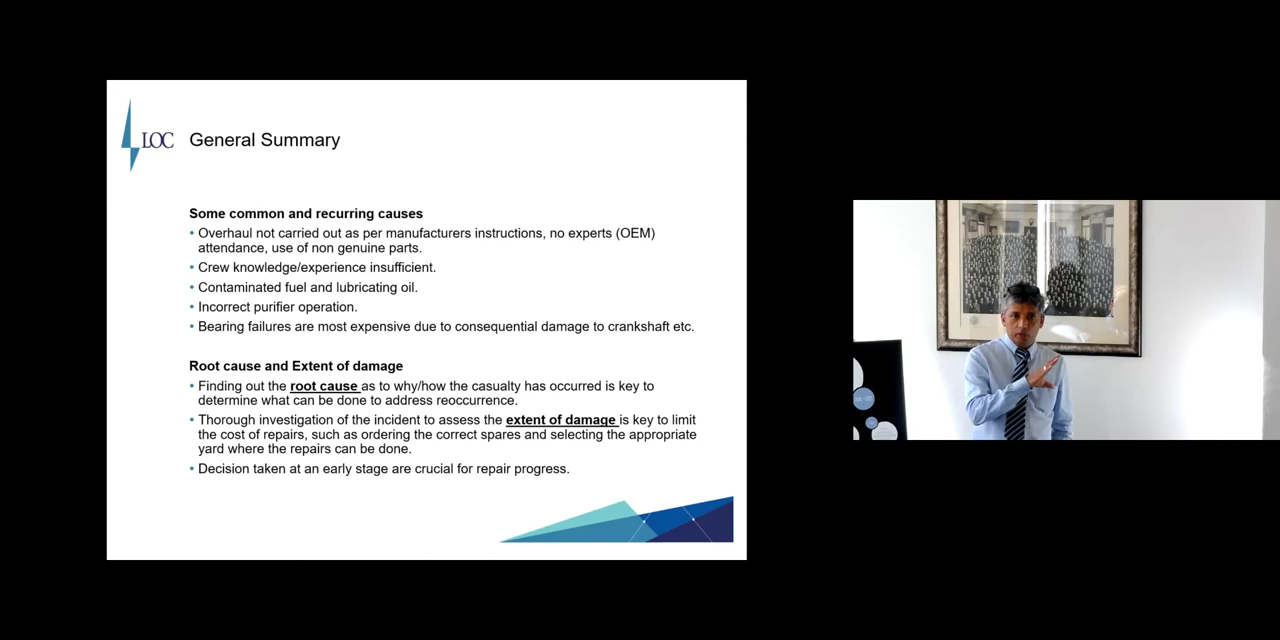 LOC
General Summary
Some common and recurring causes
• Overhaul not carried out as per manufacturers instructions, no experts (OEM)
attendance, use of non genuine parts.
• Crew knowledge/experience insufficient.
• Contaminated fuel and lubricating oil.
• Incorrect purifier operation.
• Bearing failures are most expensive due to consequential damage to crankshaft etc.
Root cause and Extent of damage
• Finding out the root cause as to why/how the casualty has occurred is key to
determine what can be done to address reoccurrence.
• Thorough investigation of the incident to assess the extent of damage is key to limit
the cost of repairs, such as ordering the correct spares and selecting the appropriate
yard where the repairs can be done.
• Decision taken at an early stage are crucial for repair progress.